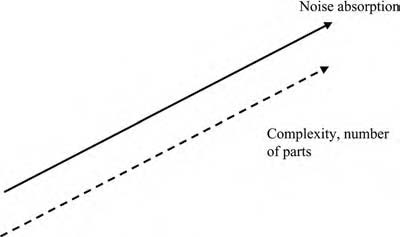 Noise absorption
Complexity, number
of parts